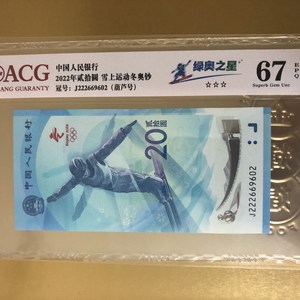 ACG
ANG GUARANTY
中国人民银行
2022年贰拾圆 雪上运动冬奥钞
冠号：J222669602（葫芦号）
绿奥之星
☆☆☆
67
EPQ
Superb Gem Unc
中国人民银行
贰拾圆
20
J222669602